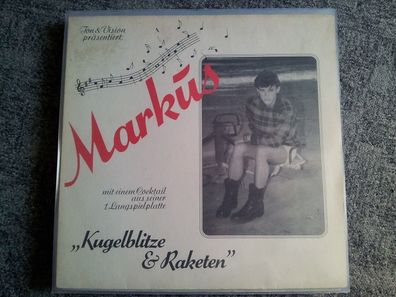 Ton & Vision
präsentiert:
Markus
mit einem Cocktail
aus seiner
1. Langspielplatte
„Kugelblitze
& Raketen"